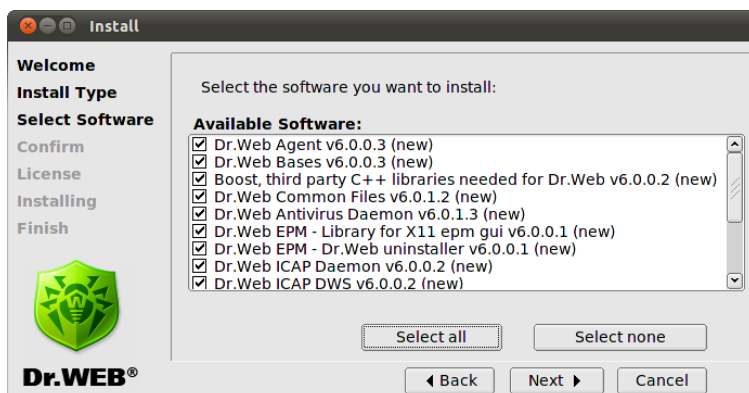 Install
Welcome
Install Type
Select Software
Confirm
License
Installing
Finish
Dr.WEB®
Select the software you want to install:
Available Software:
Dr.Web Agent v6.0.0.3 (new)
Dr.Web Bases v6.0.0.3 (new)
Boost, third party C++ libraries needed for Dr.Web v6.0.0.2 (new)
Dr.Web Common Files v6.0.1.2 (new)
Dr.Web Antivirus Daemon v6.0.1.3 (new)
Dr.Web EPM - Library for X11 epm gui v6.0.0.1 (new)
Dr.Web EPM - Dr.Web uninstaller v6.0.0.1 (new)
Dr.Web ICAP Daemon v6.0.0.2 (new)
Dr.Web ICAP DWS v6.0.0.2 (new)
Select all
Select none
Back
Next
Cancel